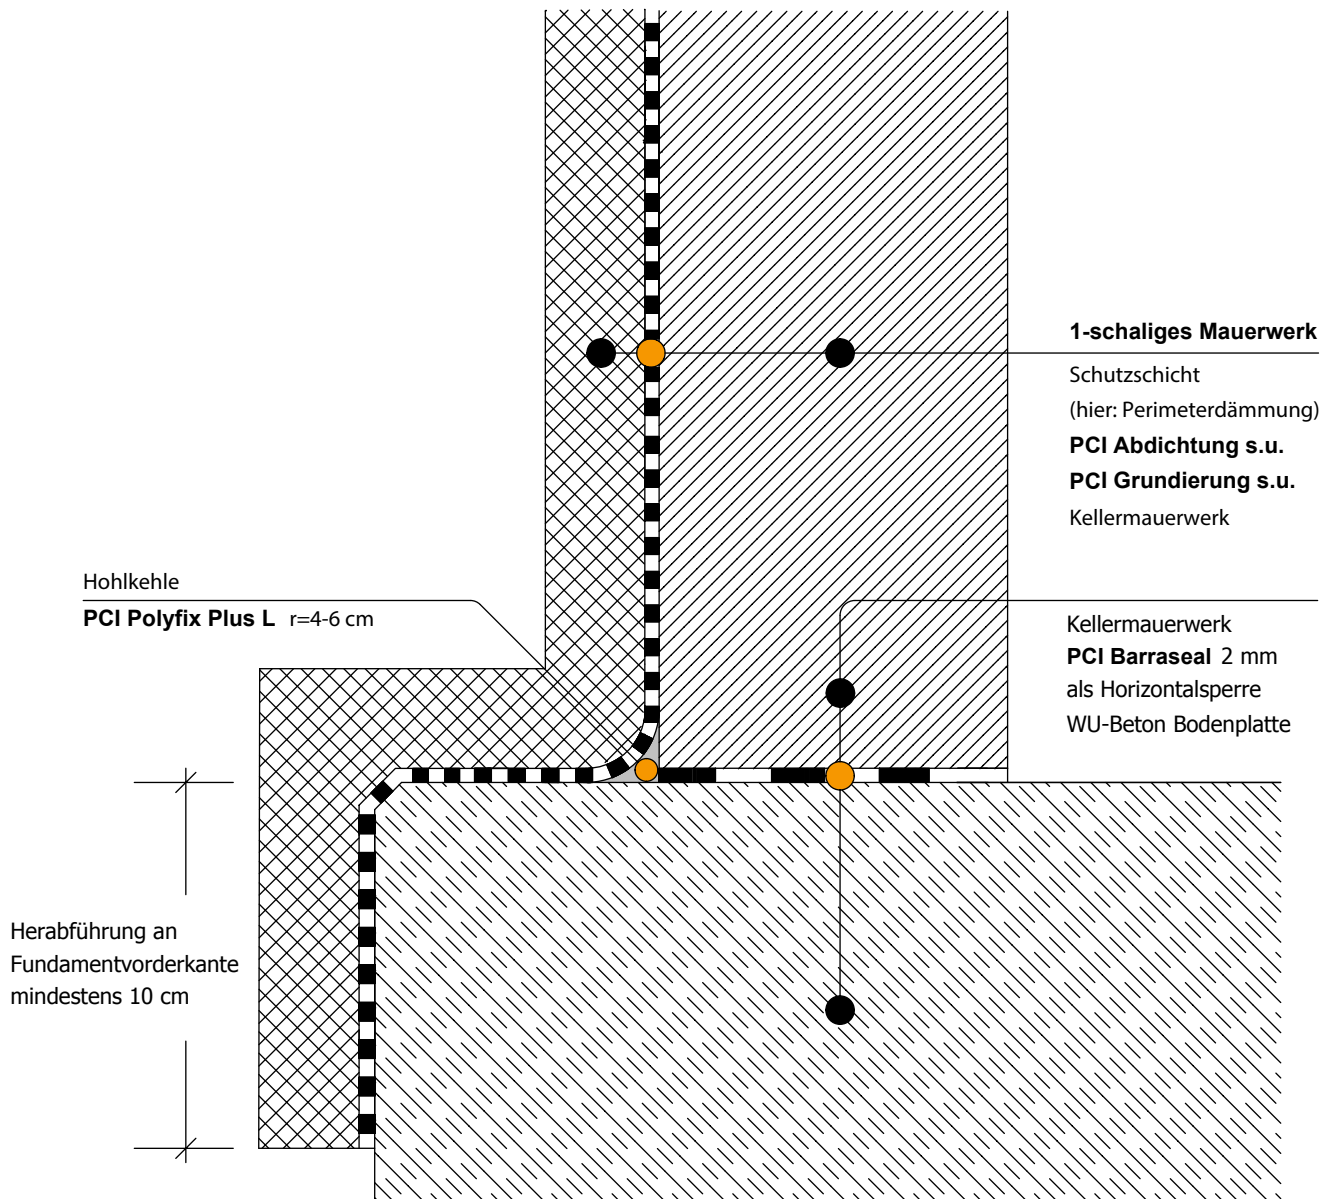 1-schaliges Mauerwerk
Schutzschicht
(hier: Perimeterdämmung)
PCI Abdichtung s.u.
PCI Grundierung s.u.
Kellermauerwerk
Hohlkehle
PCI Polyfix Plus L r=4-6 cm
Kellermauerwerk
PCI Barraseal 2 mm
als Horizontalsperre
WU-Beton Bodenplatte
Herabführung an
Fundamentvorderkante
mindestens 10 cm